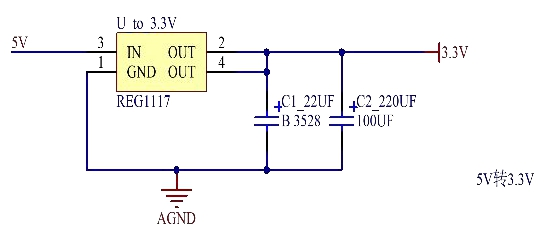 U to 3.3V
5V
3
IN
OUT
2
1
GND
OUT
4
3.3V
REG1117
C1_22UF
C2_220UF
B 3528
100UF
5V转3.3V
AGND